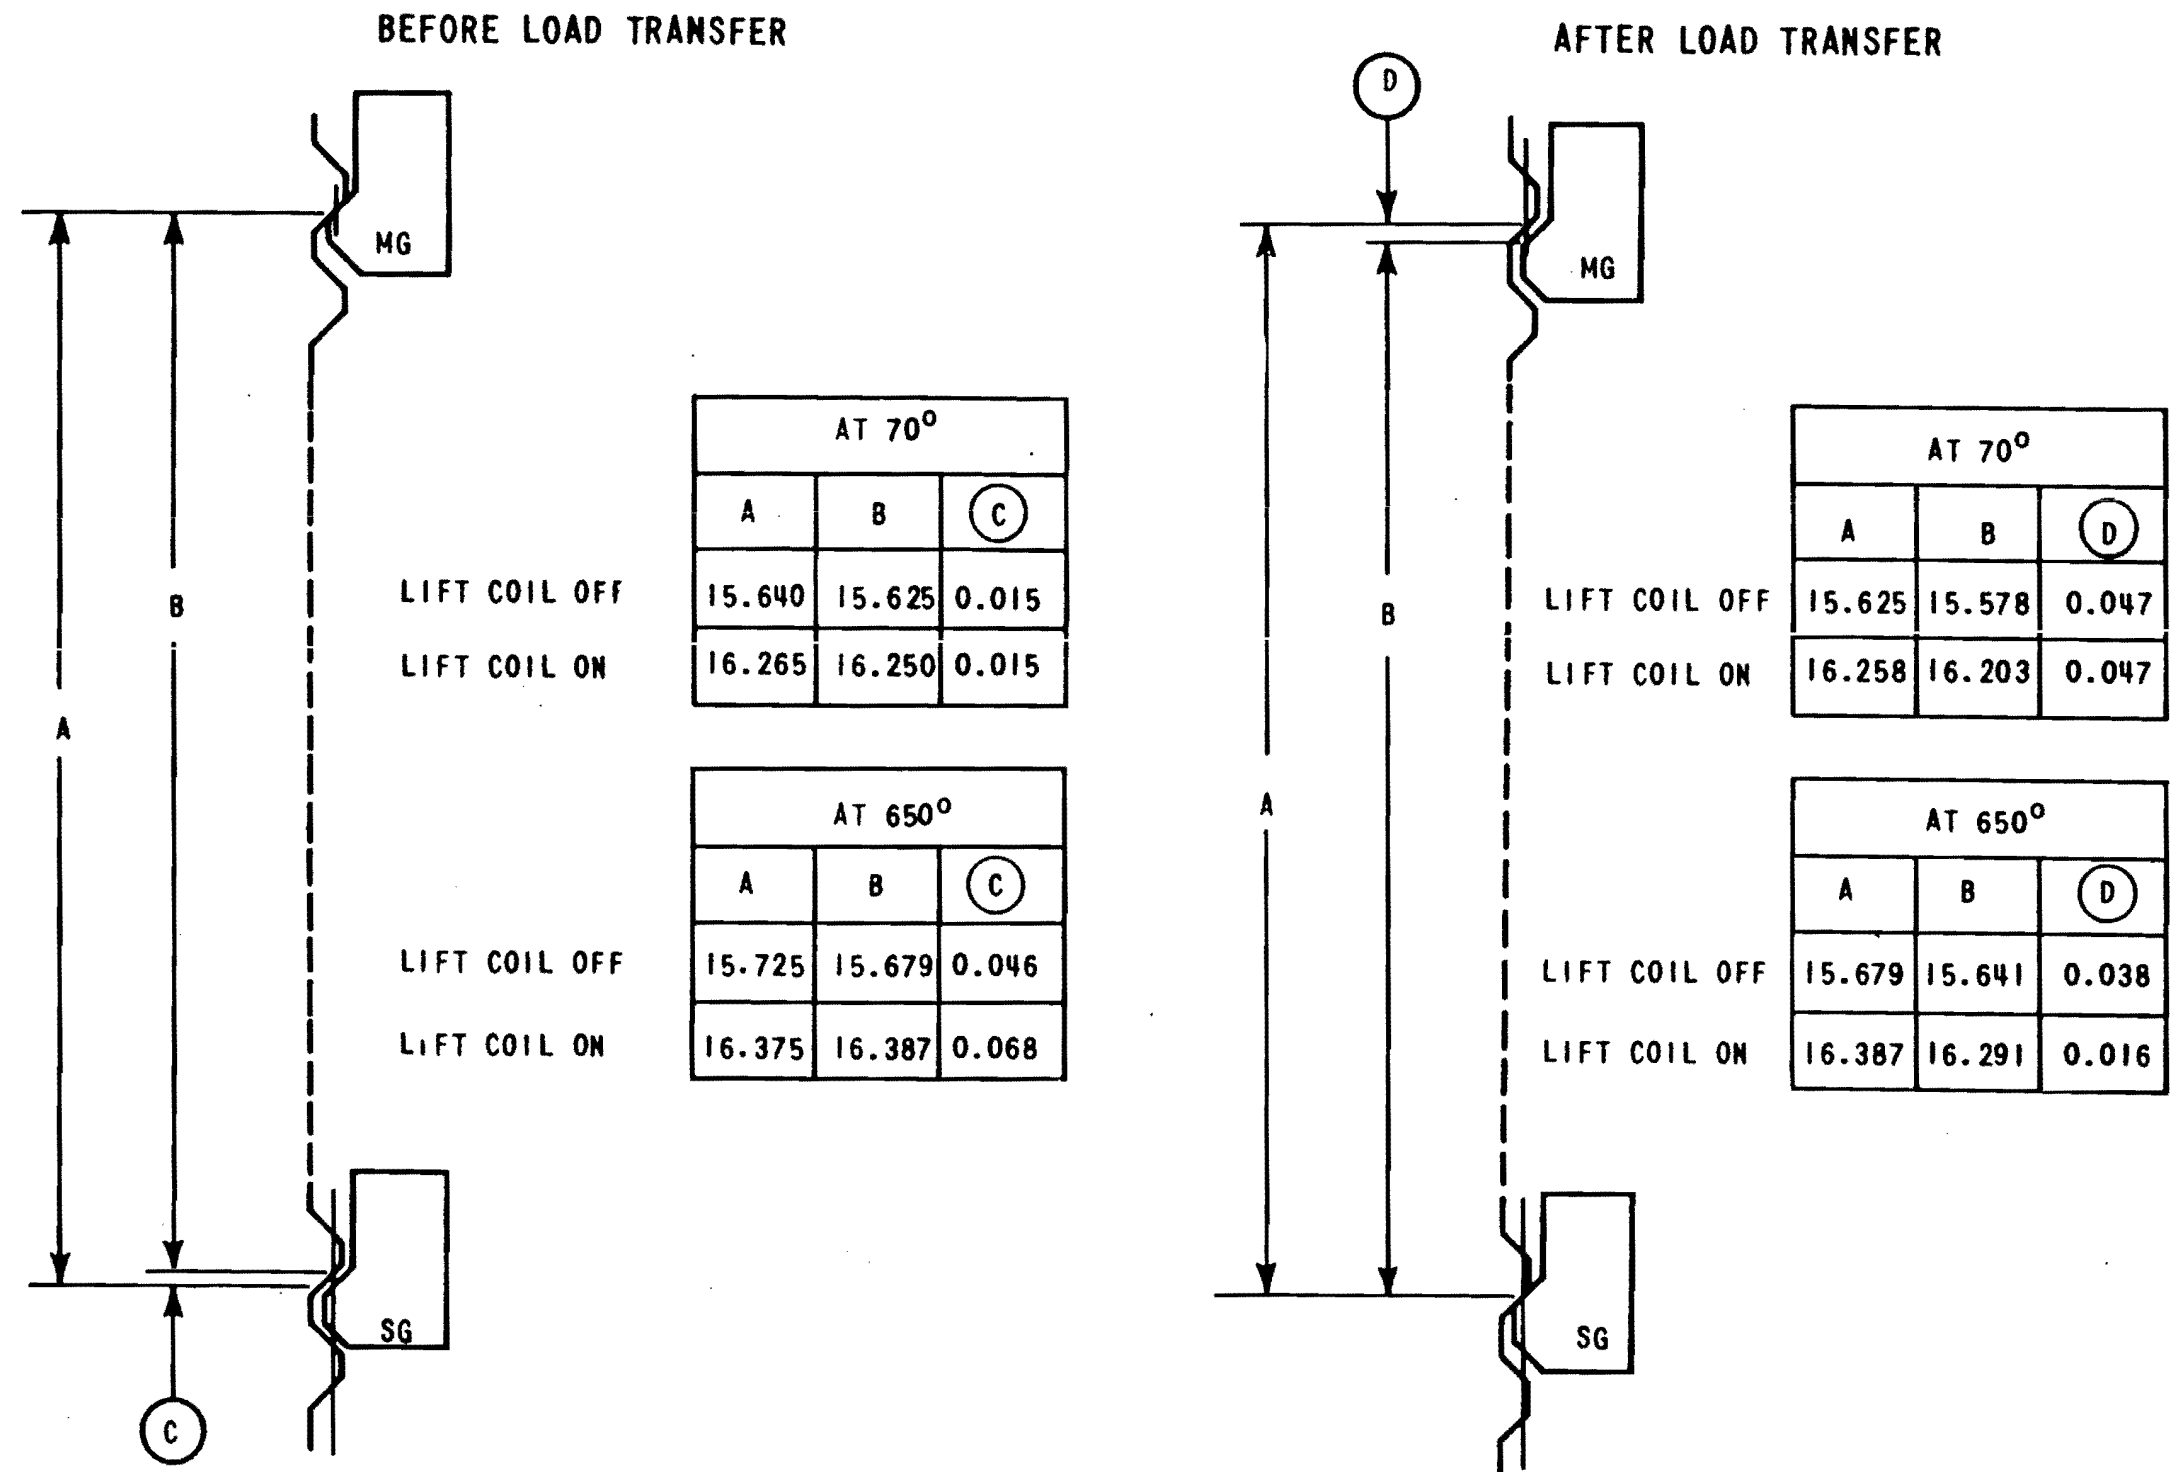 BEFORE LOAD TRANSFER
MG
A
B
AT 70°
A B C
LIFT COIL OFF 15.640 15.625 0.015
LIFT COIL ON 16.265 16.250 0.015
AT 650°
A B C
LIFT COIL OFF 15.725 15.679 0.046
LIFT COIL ON 16.375 16.387 0.068
SG
C
AFTER LOAD TRANSFER
D
MG
B
A
AT 70°
A B D
LIFT COIL OFF 15.625 15.578 0.047
LIFT COIL ON 16.258 16.203 0.047
AT 650°
A B D
LIFT COIL OFF 15.679 15.641 0.038
LIFT COIL ON 16.387 16.291 0.016
SG